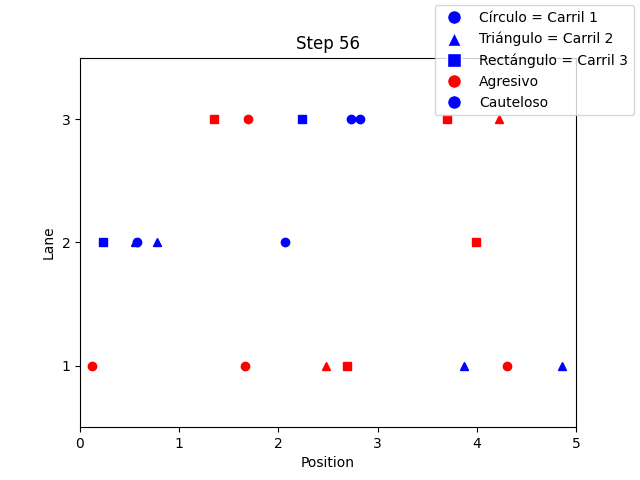 Step 56
Círculo = Carril 1
Triángulo = Carril 2
Rectángulo = Carril 3
Agresivo
Cauteloso
Lane
3
2
1
0 1 2 3 4 5
Position